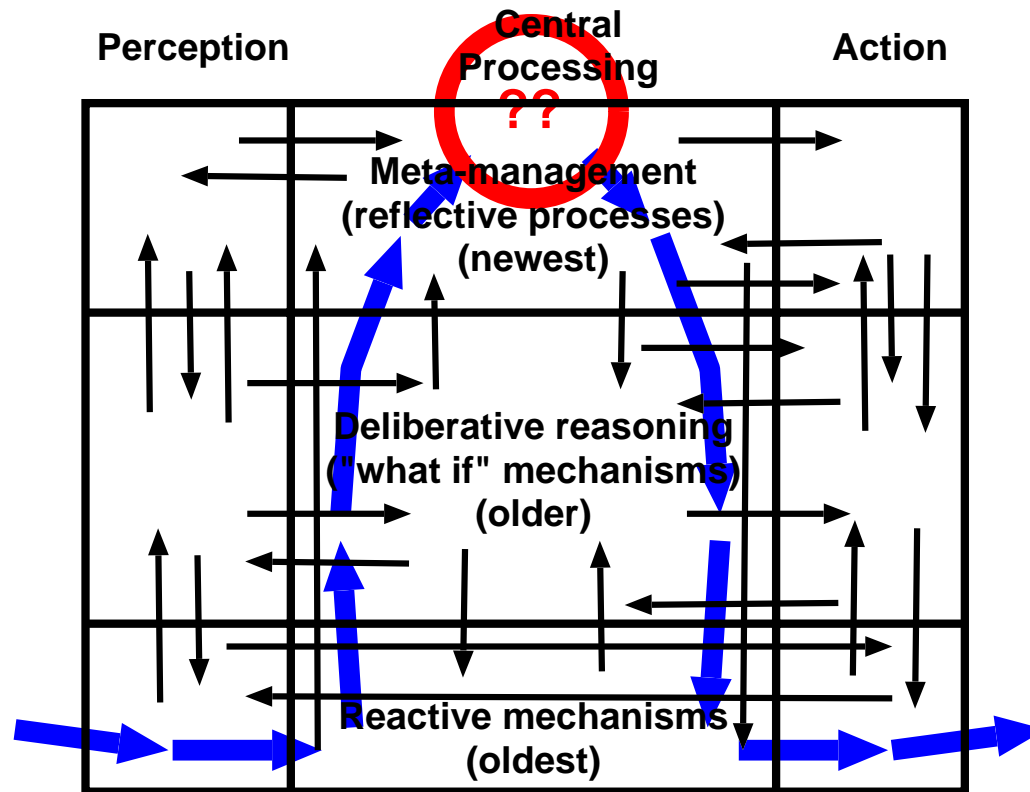 Perception
Central
Processing
Action
??
Meta-management
(reflective processes)
(newest)
Deliberative reasoning
("what if" mechanisms)
(older)
Reactive mechanisms
(oldest)